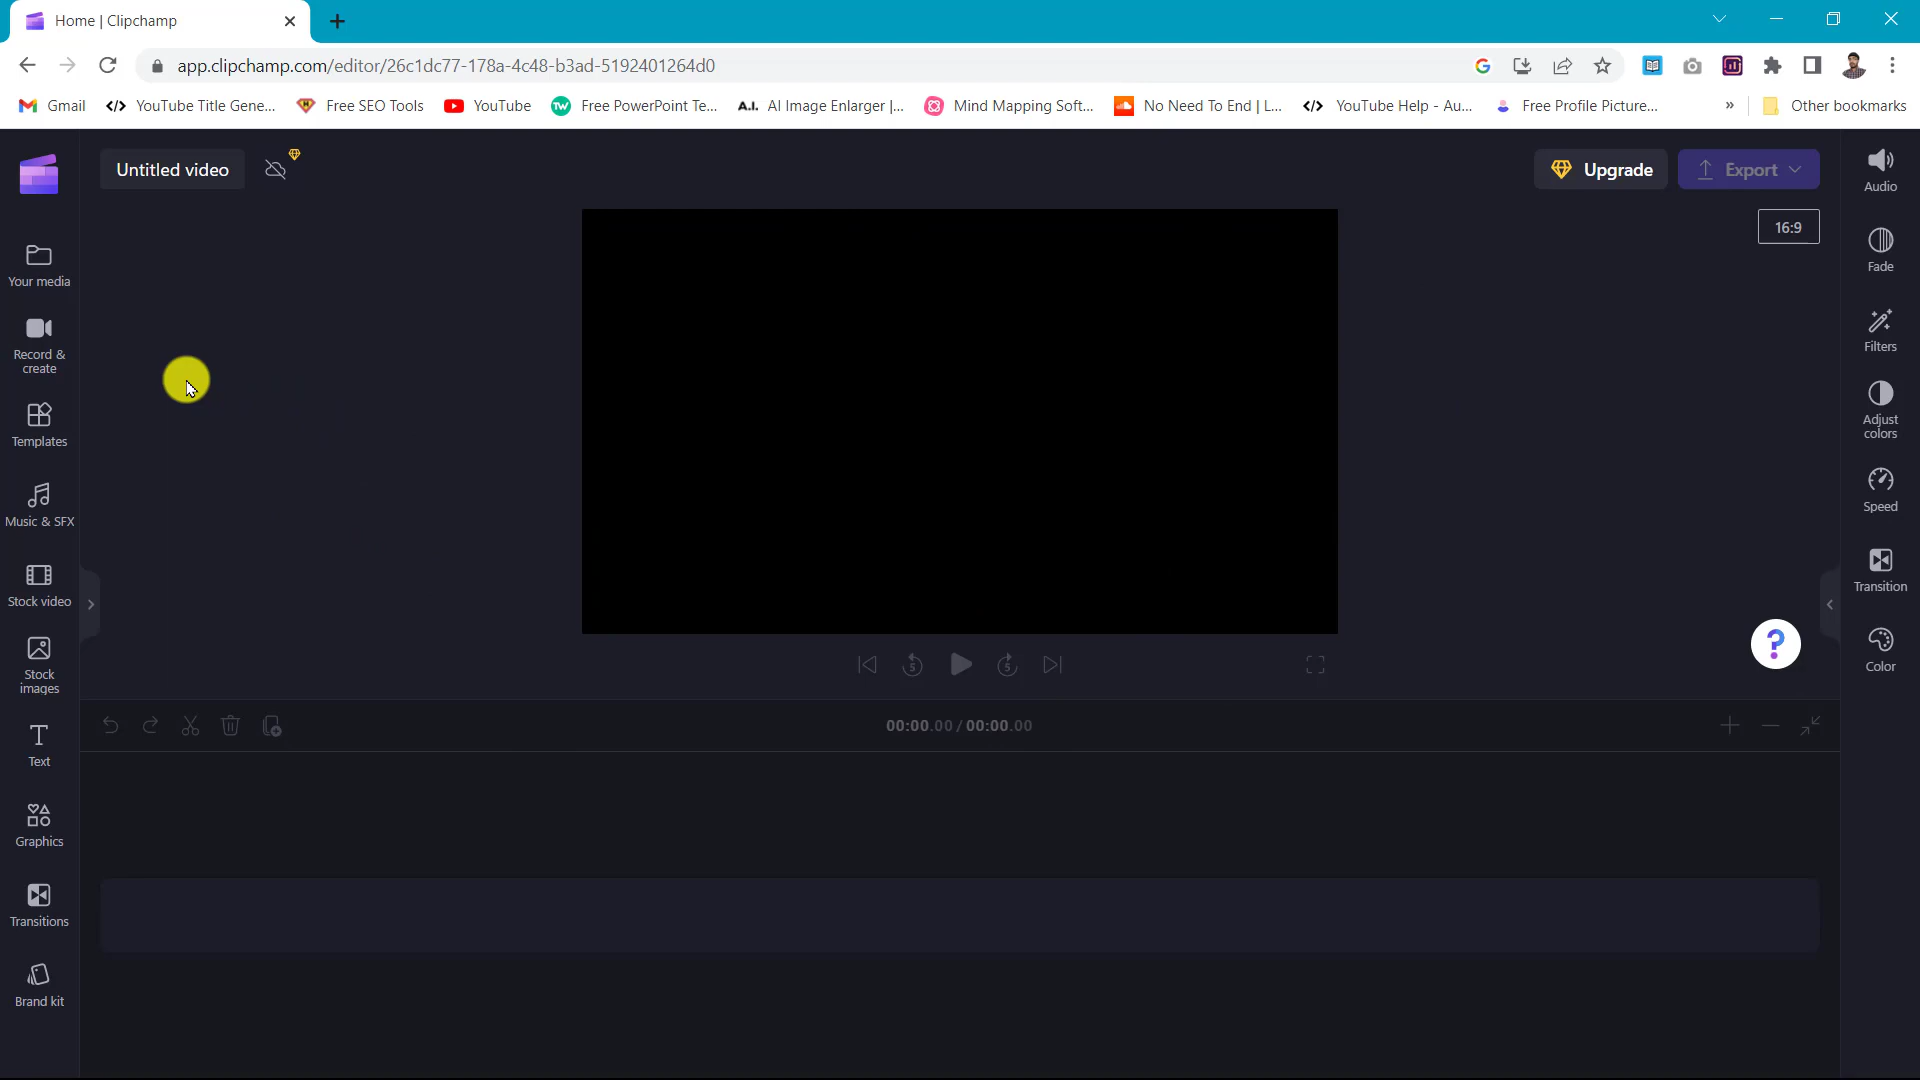 Home | Clipchamp
app.clipchamp.com/editor/26c1dc77-178a-4c48-b3ad-5192401264d0
Gmail
</> YouTube Title Gene...
Free SEO Tools
YouTube
TW Free PowerPoint Te...
A.I. AI Image Enlarger |...
Mind Mapping Soft...
No Need To End | L...
</> YouTube Help - Au...
Free Profile Picture...
»
Other bookmarks
Untitled video
Upgrade
Export
16:9
Your media
Record &
create
Templates
Music & SFX
Stock video
Stock
images
Text
Graphics
Transitions
Brand kit
5
5
?
00:00.00 / 00:00.00
Audio
Fade
Filters
Adjust
colors
Speed
Transition
Color